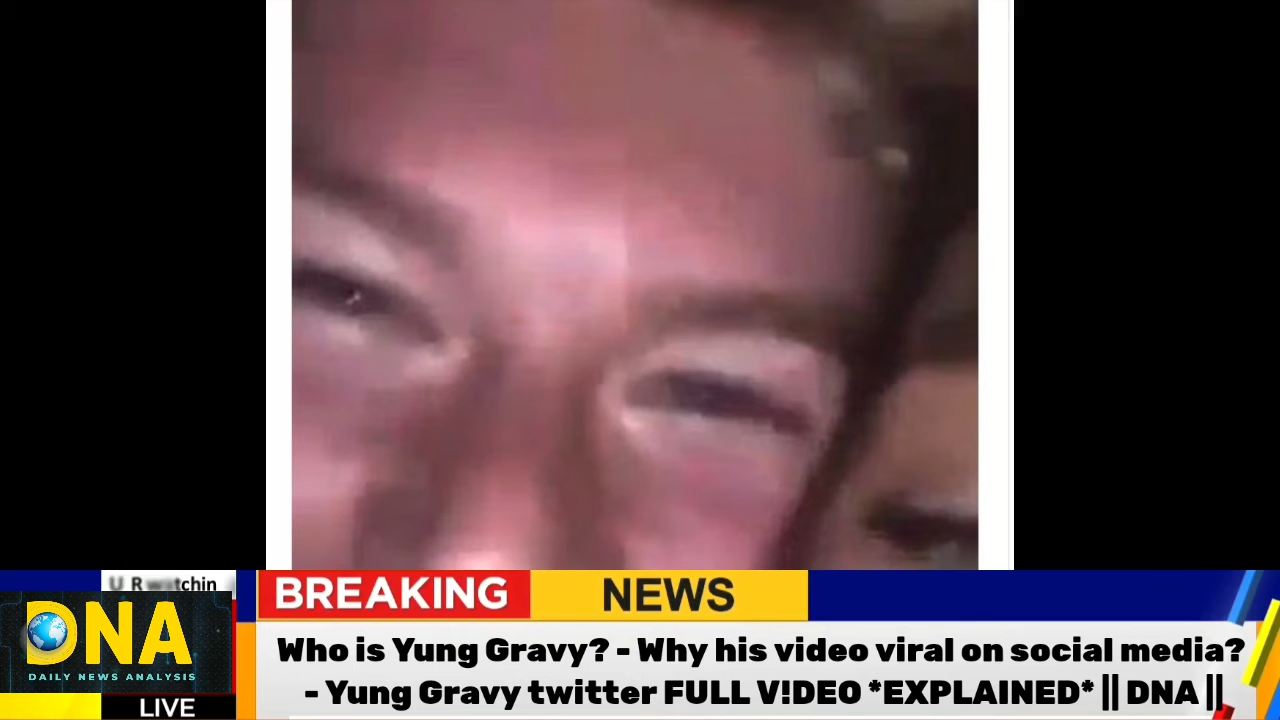 U R watchin
BREAKING NEWS
DNA
DAILY NEWS ANALYSIS
LIVE
Who is Yung Gravy? - Why his video viral on social media?
- Yung Gravy twitter FULL V!DEO *EXPLAINED* || DNA ||